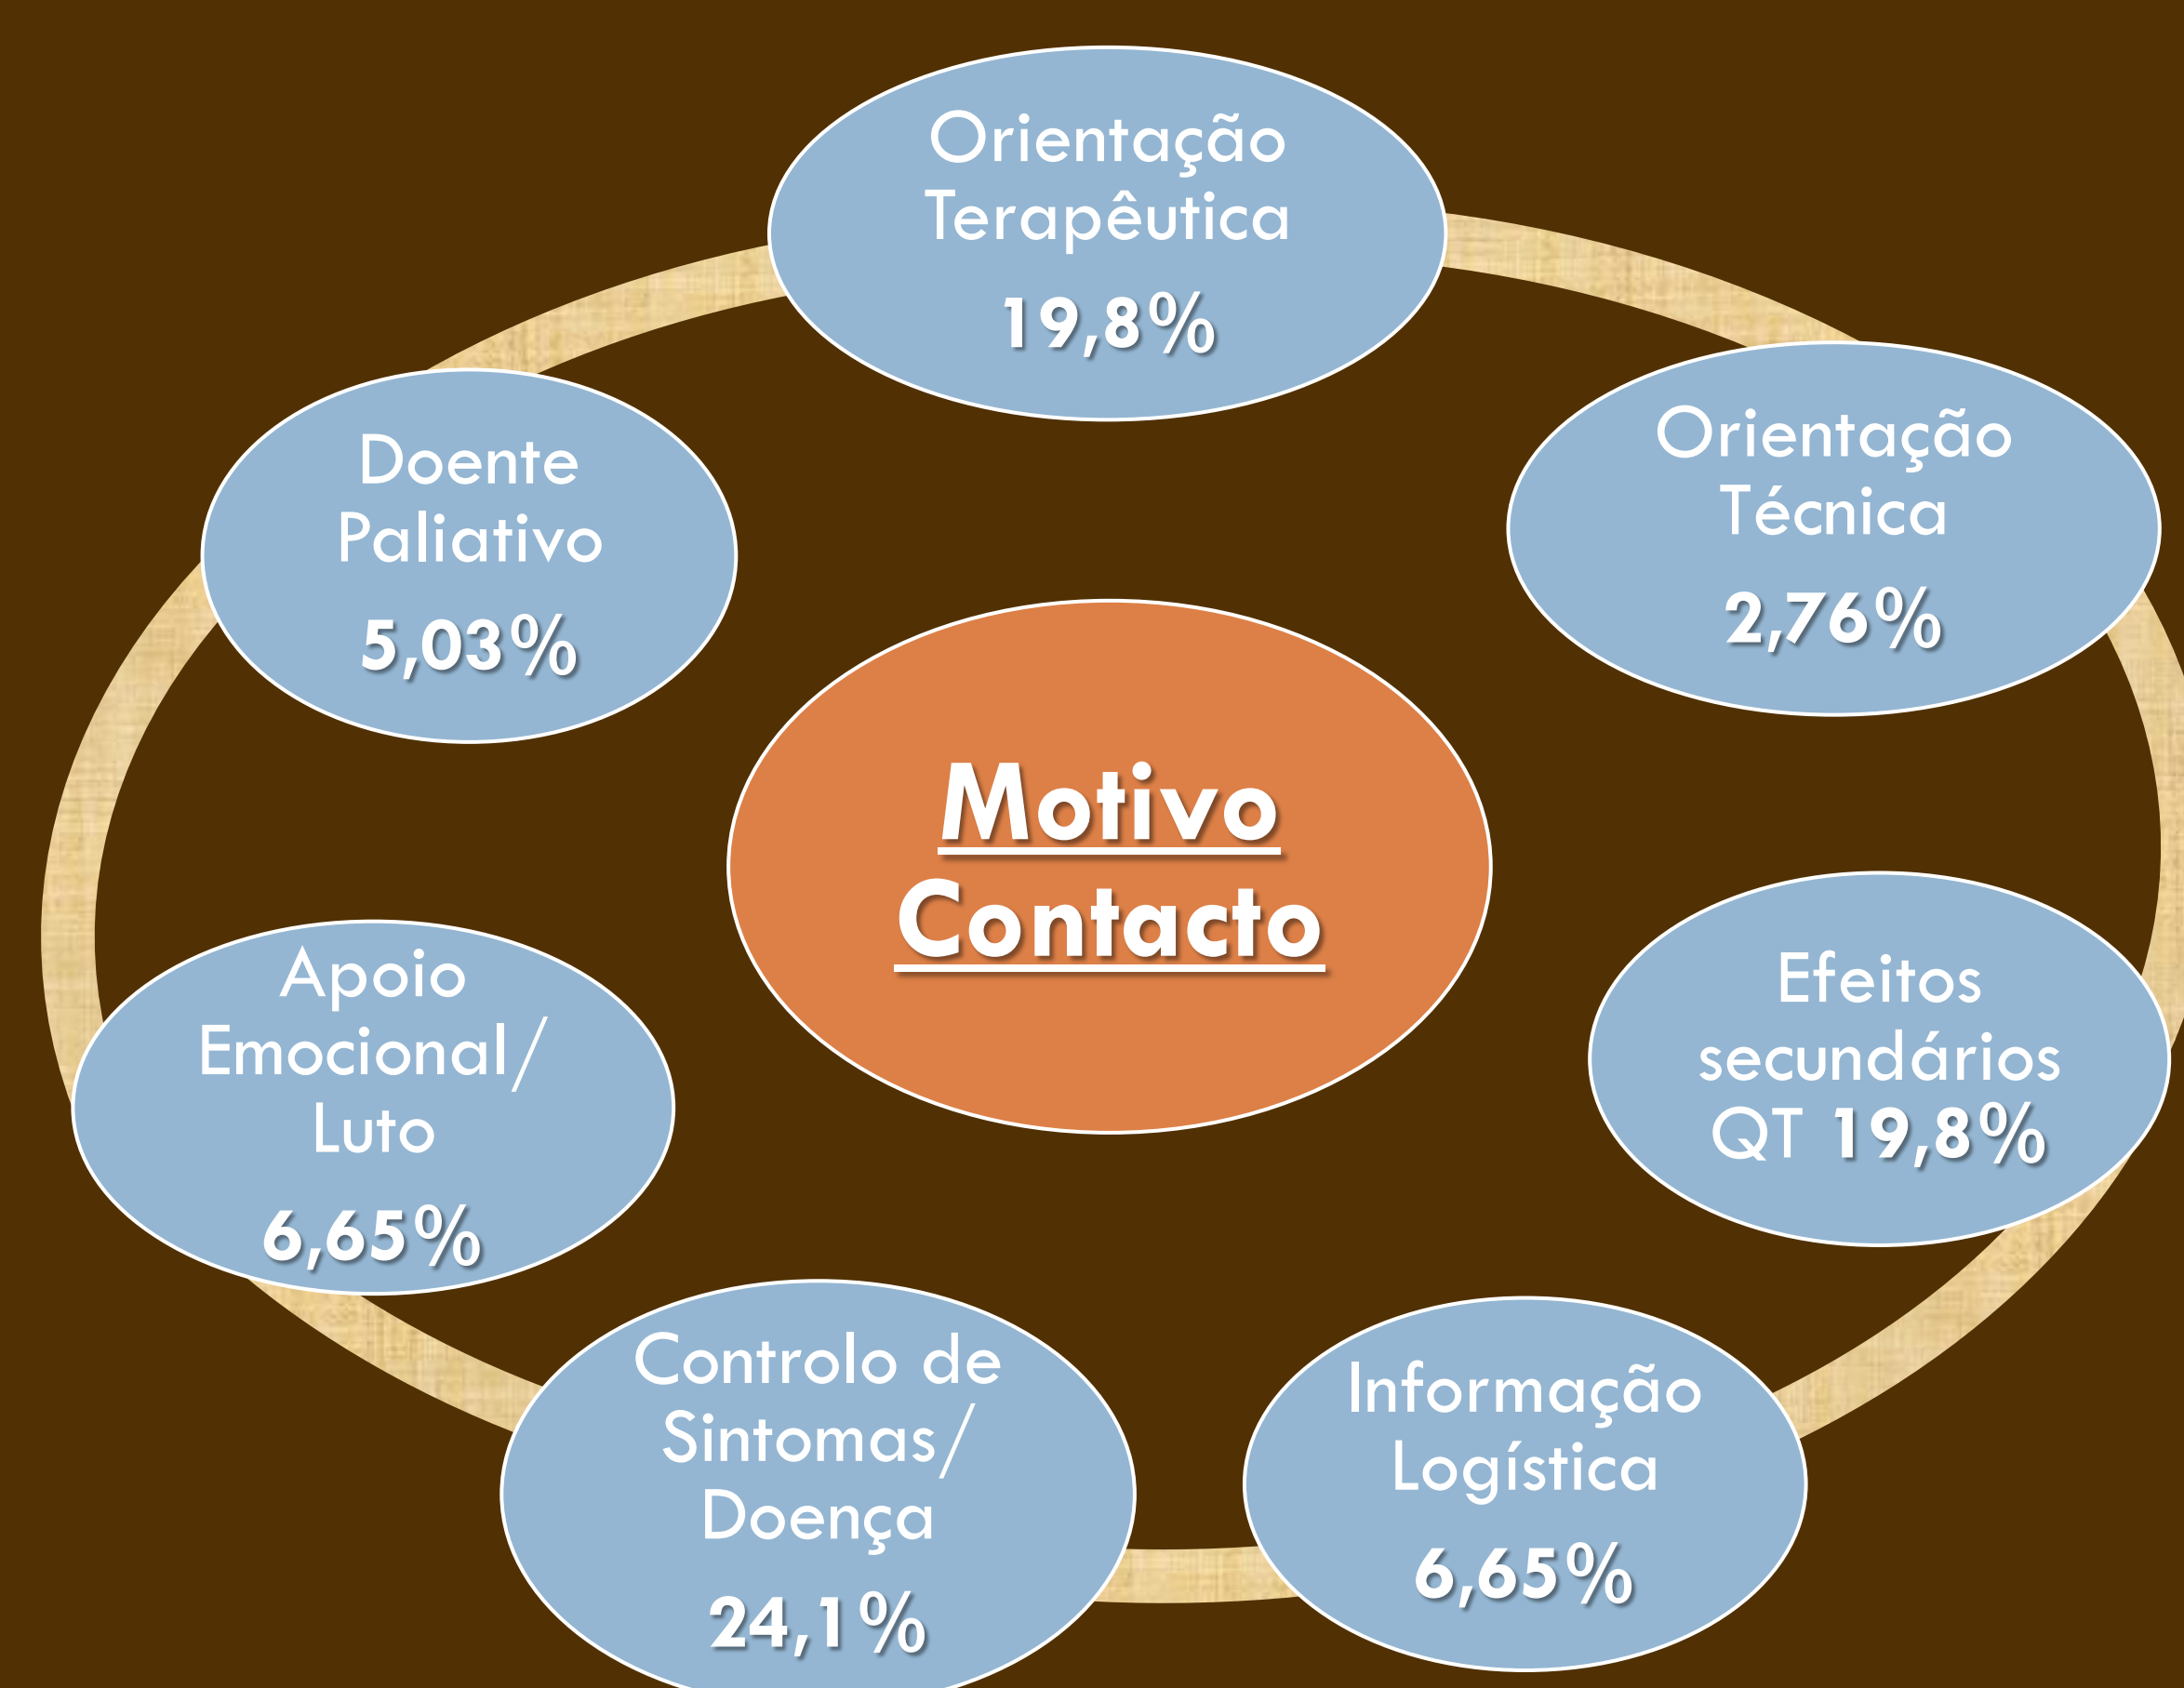 Orientação
Terapêutica
19,8%
Orientação
Técnica
2,76%
Doente
Paliativo
5,03%
Motivo
Contacto
Efeitos
secundários
QT 19,8%
Apoio
Emocional/
Luto
6,65%
Controlo de
Sintomas/
Doença
24,1%
Informação
Logística
6,65%